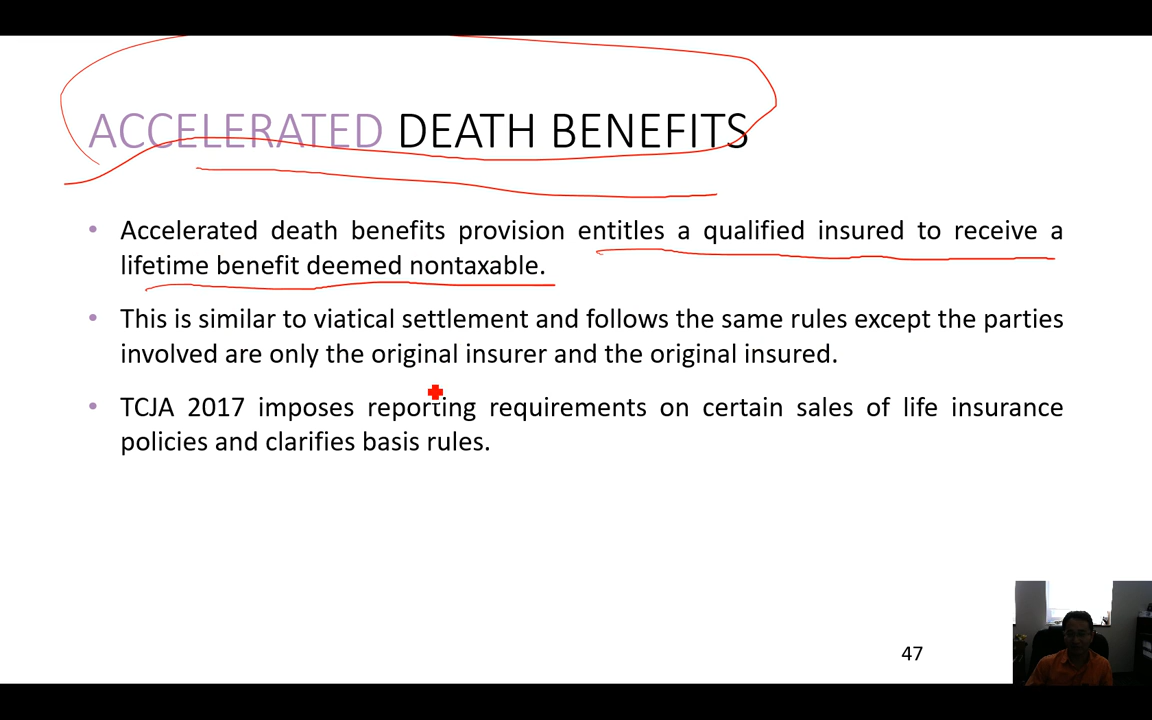 ACCELERATED DEATH BENEFITS
• Accelerated death benefits provision entitles a qualified insured to receive a
lifetime benefit deemed nontaxable.
• This is similar to viatical settlement and follows the same rules except the parties
involved are only the original insurer and the original insured.
• TCJA 2017 imposes reporting requirements on certain sales of life insurance
policies and clarifies basis rules.
47